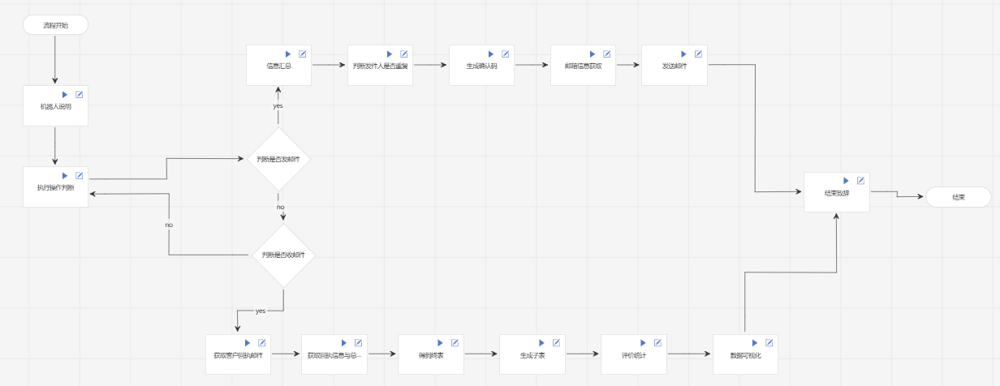 流程开始
机器人说明
执行操作判断
判断是否发邮件
yes
信息汇总
判断发件人是否重复
生成确认码
邮箱信息获取
发送邮件
no
判断是否收邮件
no
yes
获取客户回执邮件
获取回执信息与总...
得到终表
生成子表
评价统计
数据可视化
结束致辞
结束